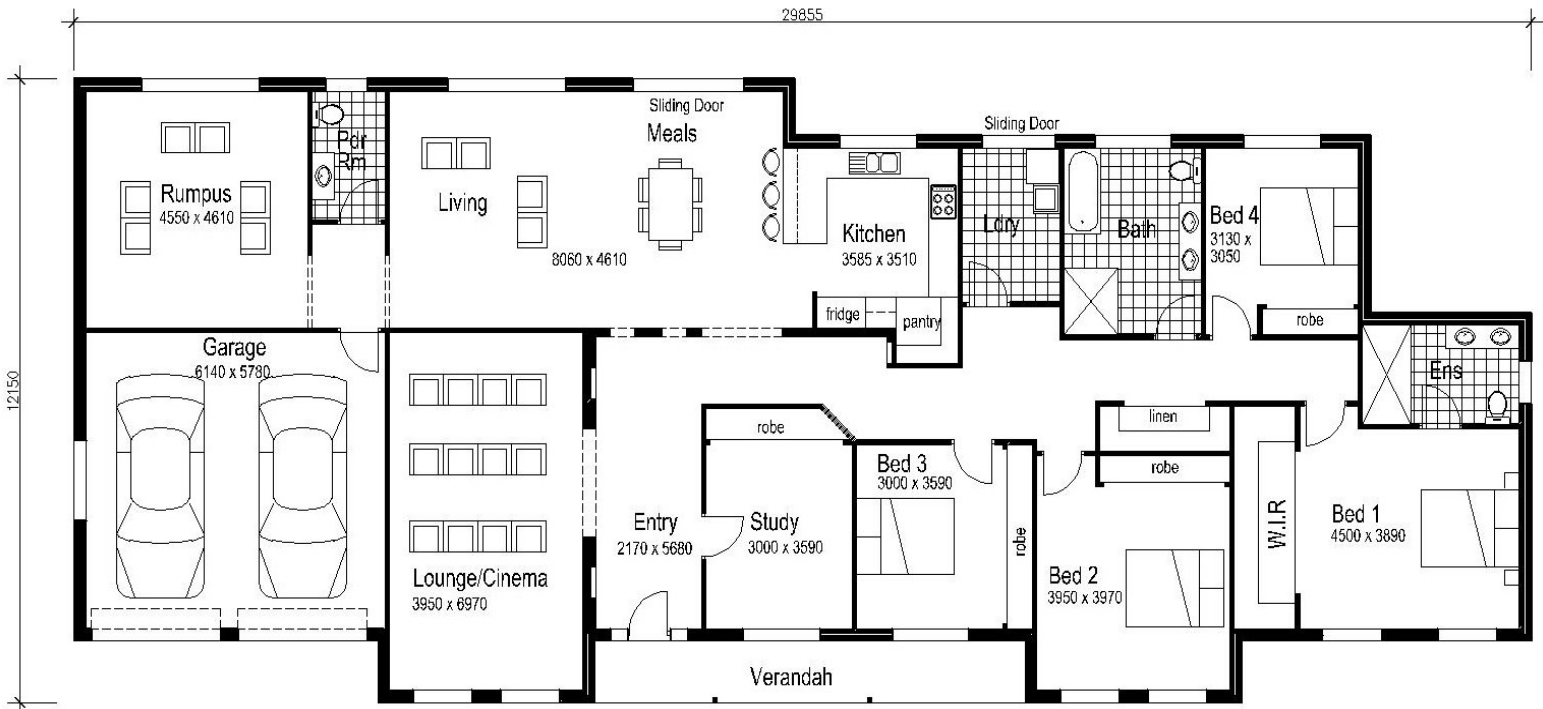 29855
12150
Rumpus
4550 x 4610
Pdr
Rm
Living
8060 x 4610
Sliding Door
Meals
Kitchen
3585 x 3510
fridge
pantry
Sliding Door
Ldry
Bath
Bed 4
3130 x
3050
robe
Ens
Garage
6140 x 5780
Lounge/Cinema
3950 x 6970
Entry
2170 x 5680
robe
Study
3000 x 3590
Bed 3
3000 x 3590
robe
linen
robe
Bed 2
3950 x 3970
W.I.R
Bed 1
4500 x 3890
Verandah